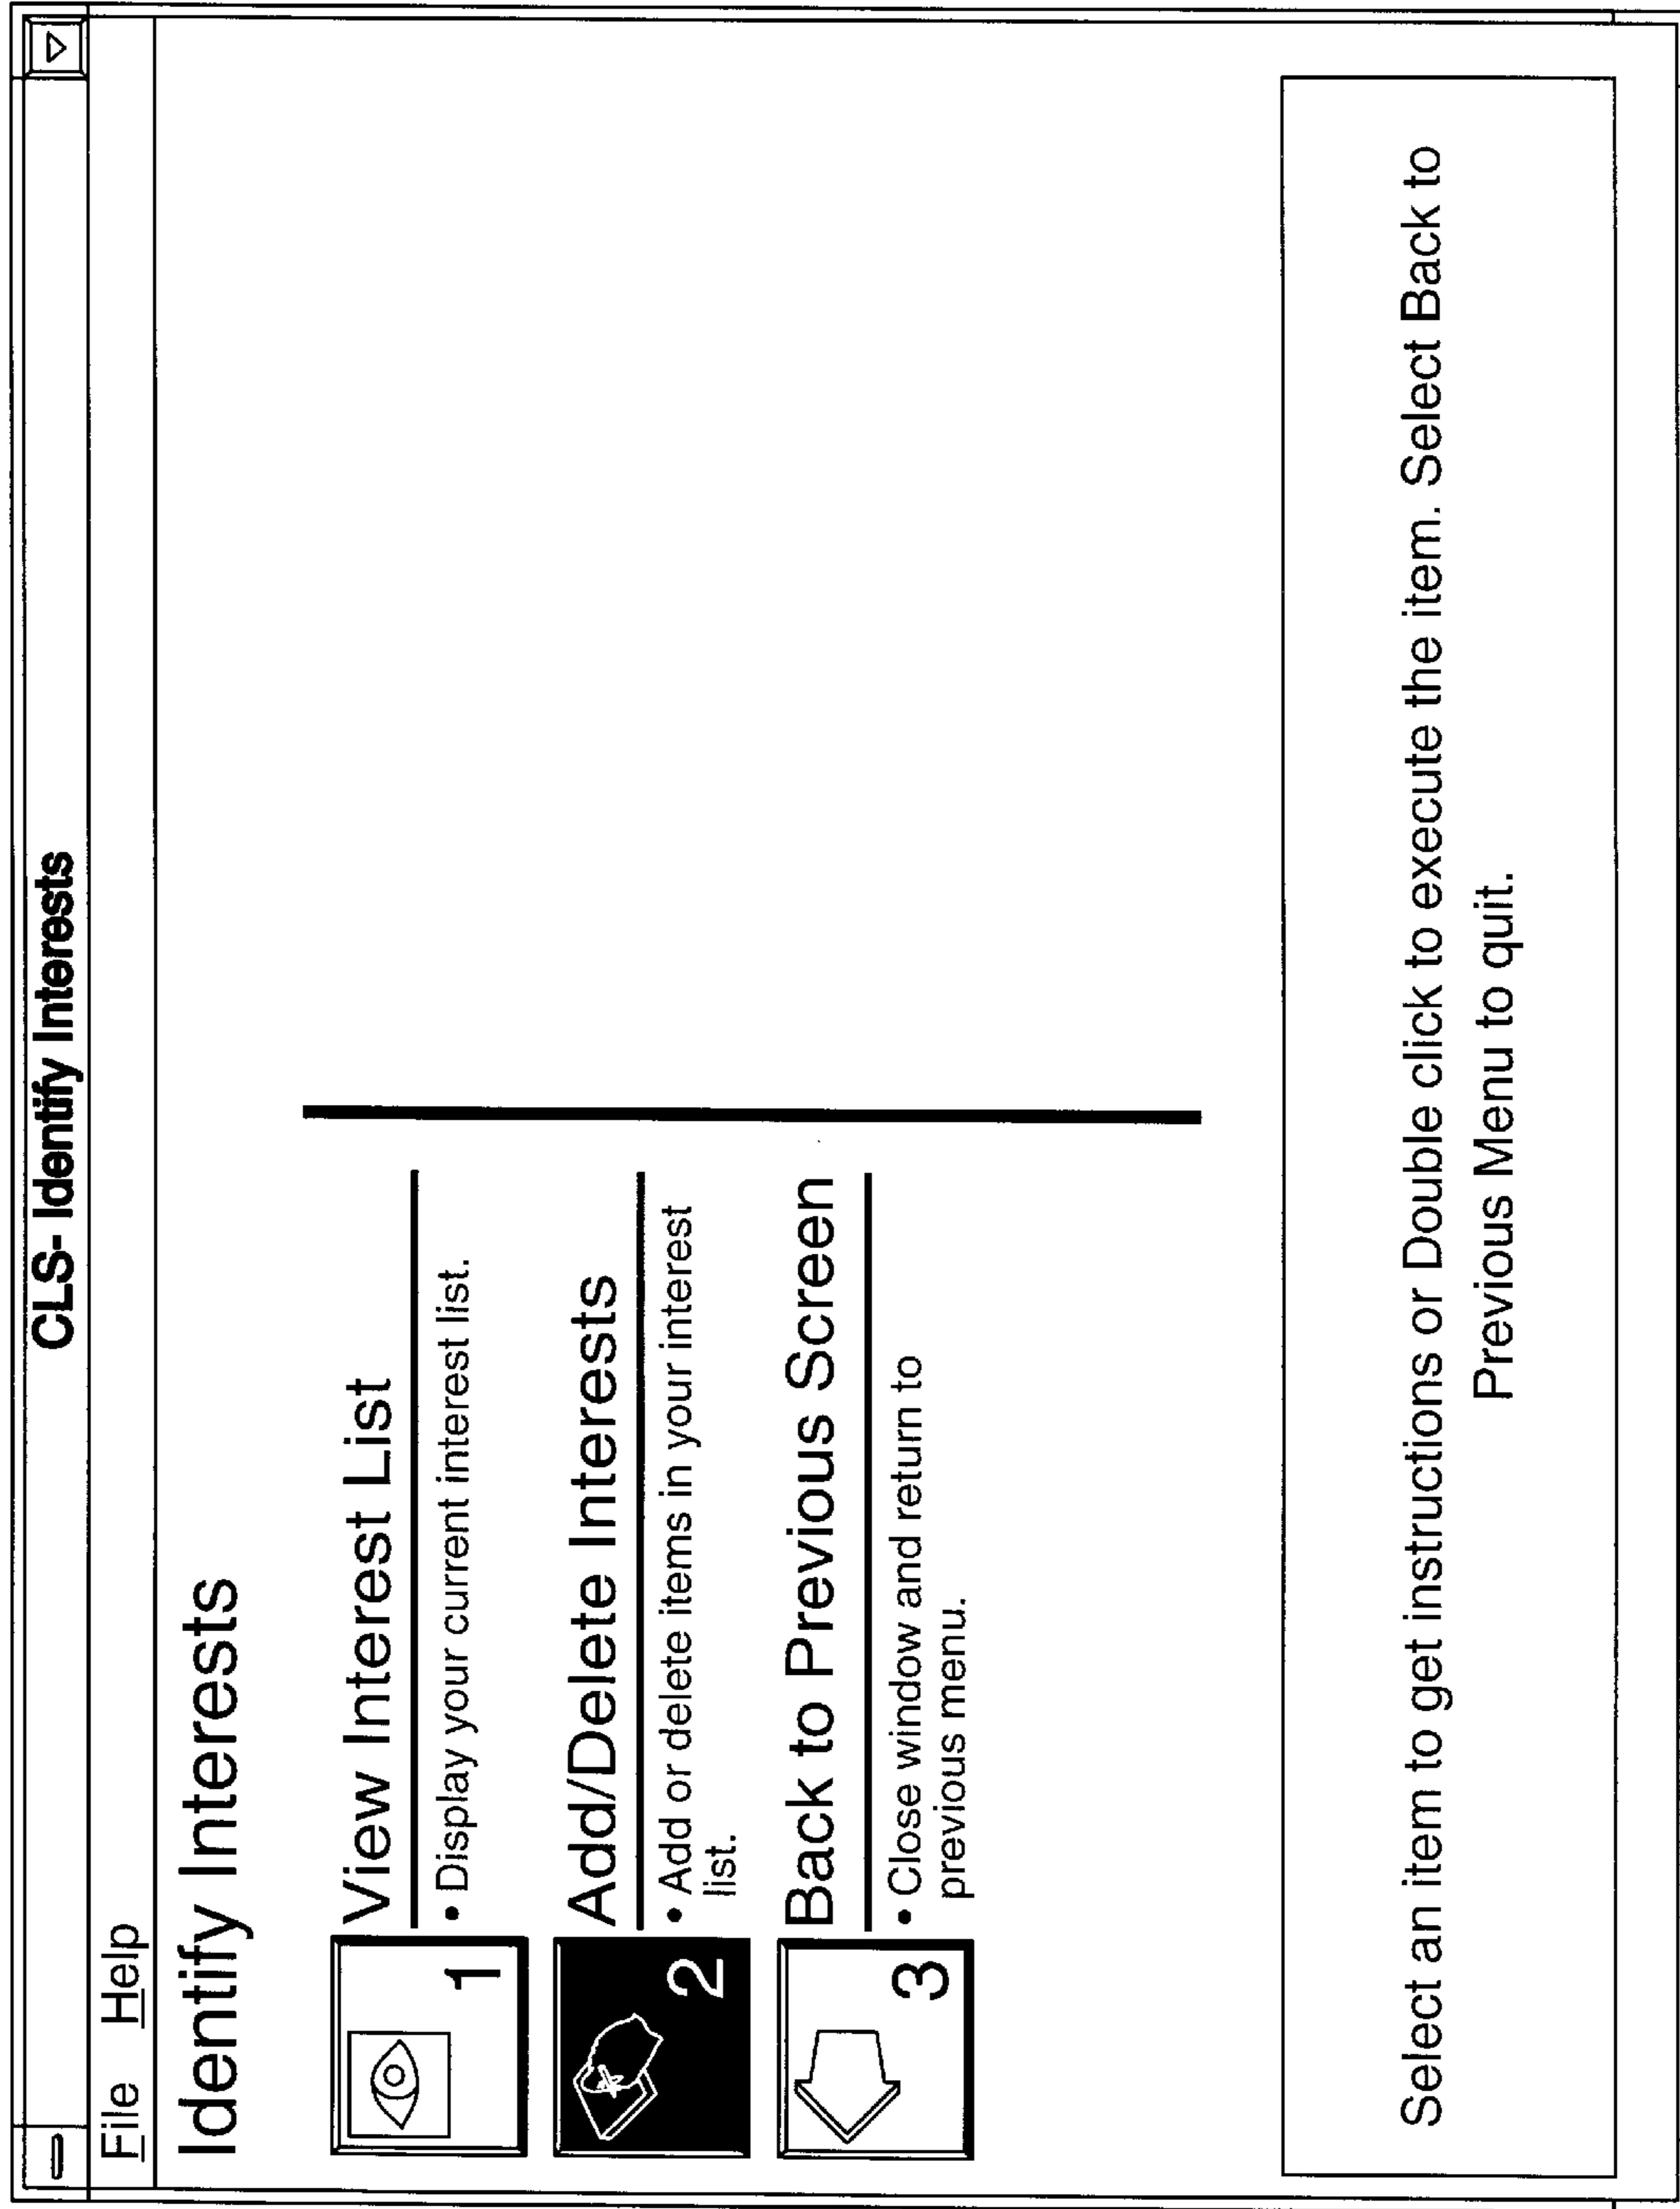 CLS- Identify Interests
File Help
Identify Interests
1
View Interest List
• Display your current interest list.
2
Add/Delete Interests
• Add or delete items in your interest
list.
3
Back to Previous Screen
• Close window and return to
previous menu.
Select an item to get instructions or Double click to execute the item. Select Back to
Previous Menu to quit.